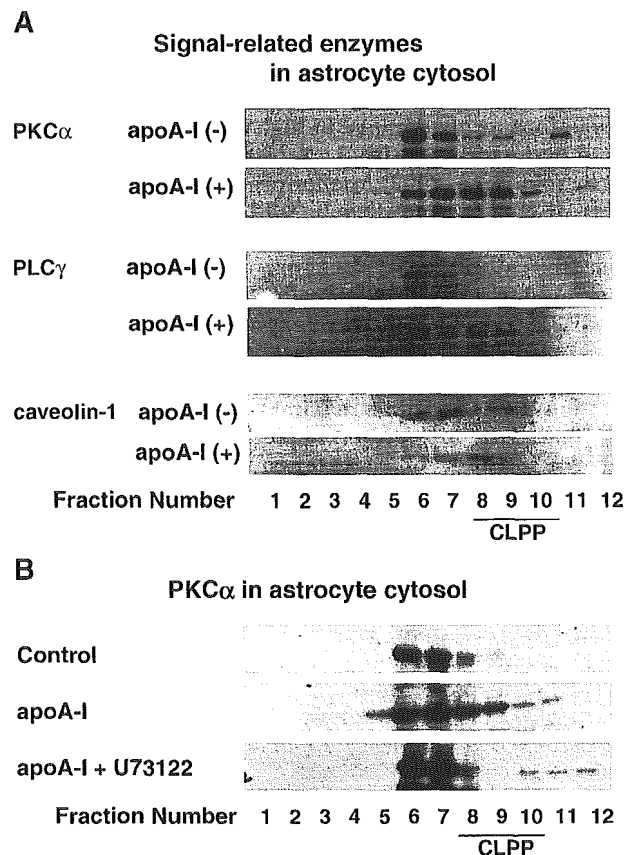 A
Signal-related enzymes
in astrocyte cytosol
PKCα apoA-I (-)
apoA-I (+)
PLCγ apoA-I (-)
apoA-I (+)
caveolin-1 apoA-I (-)
apoA-I (+)
Fraction Number 1 2 3 4 5 6 7 8 9 10 11 12
CLPP
B
PKCα in astrocyte cytosol
Control
apoA-I
apoA-I + U73122
Fraction Number 1 2 3 4 5 6 7 8 9 10 11 12
CLPP